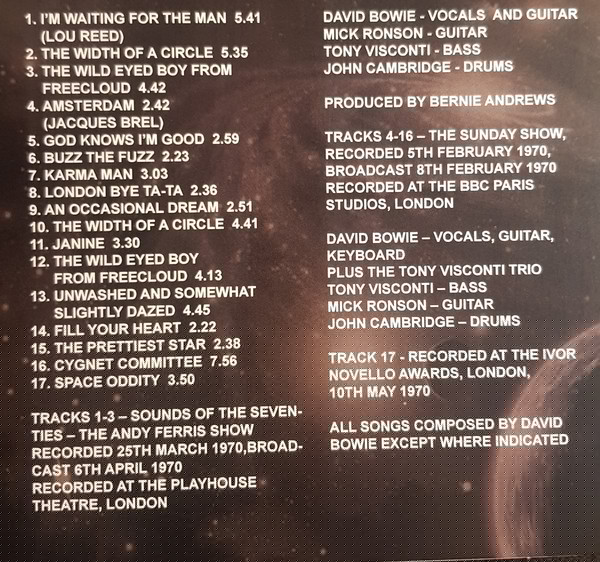 1. I'M WAITING FOR THE MAN 5.41
(LOU REED)
2. THE WIDTH OF A CIRCLE 5.35
3. THE WILD EYED BOY FROM
FREECLOUD 4.42
4. AMSTERDAM 2.42
(JACQUES BREL)
5. GOD KNOWS I'M GOOD 2.59
6. BUZZ THE FUZZ 2.23
7. KARMA MAN 3.03
8. LONDON BYE TA-TA 2.36
9. AN OCCASIONAL DREAM 2.51
10. THE WIDTH OF A CIRCLE 4.41
11. JANINE 3.30
12. THE WILD EYED BOY
FROM FREECLOUD 4.13
13. UNWASHED AND SOMEWHAT
SLIGHTLY DAZED 4.45
14. FILL YOUR HEART 2.22
15. THE PRETTIEST STAR 2.38
16. CYGNET COMMITTEE 7.56
17. SPACE ODDITY 3.50
TRACKS 1-3 – SOUNDS OF THE SEVEN-
TIES – THE ANDY FERRIS SHOW
RECORDED 25TH MARCH 1970,BROAD-
CAST 6TH APRIL 1970
RECORDED AT THE PLAYHOUSE
THEATRE, LONDON
DAVID BOWIE - VOCALS AND GUITAR
MICK RONSON - GUITAR
TONY VISCONTI - BASS
JOHN CAMBRIDGE - DRUMS
PRODUCED BY BERNIE ANDREWS
TRACKS 4-16 – THE SUNDAY SHOW,
RECORDED 5TH FEBRUARY 1970,
BROADCAST 8TH FEBRUARY 1970
RECORDED AT THE BBC PARIS
STUDIOS, LONDON
DAVID BOWIE – VOCALS, GUITAR,
KEYBOARD
PLUS THE TONY VISCONTI TRIO
TONY VISCONTI – BASS
MICK RONSON – GUITAR
JOHN CAMBRIDGE – DRUMS
TRACK 17 - RECORDED AT THE IVOR
NOVELLO AWARDS, LONDON,
10TH MAY 1970
ALL SONGS COMPOSED BY DAVID
BOWIE EXCEPT WHERE INDICATED